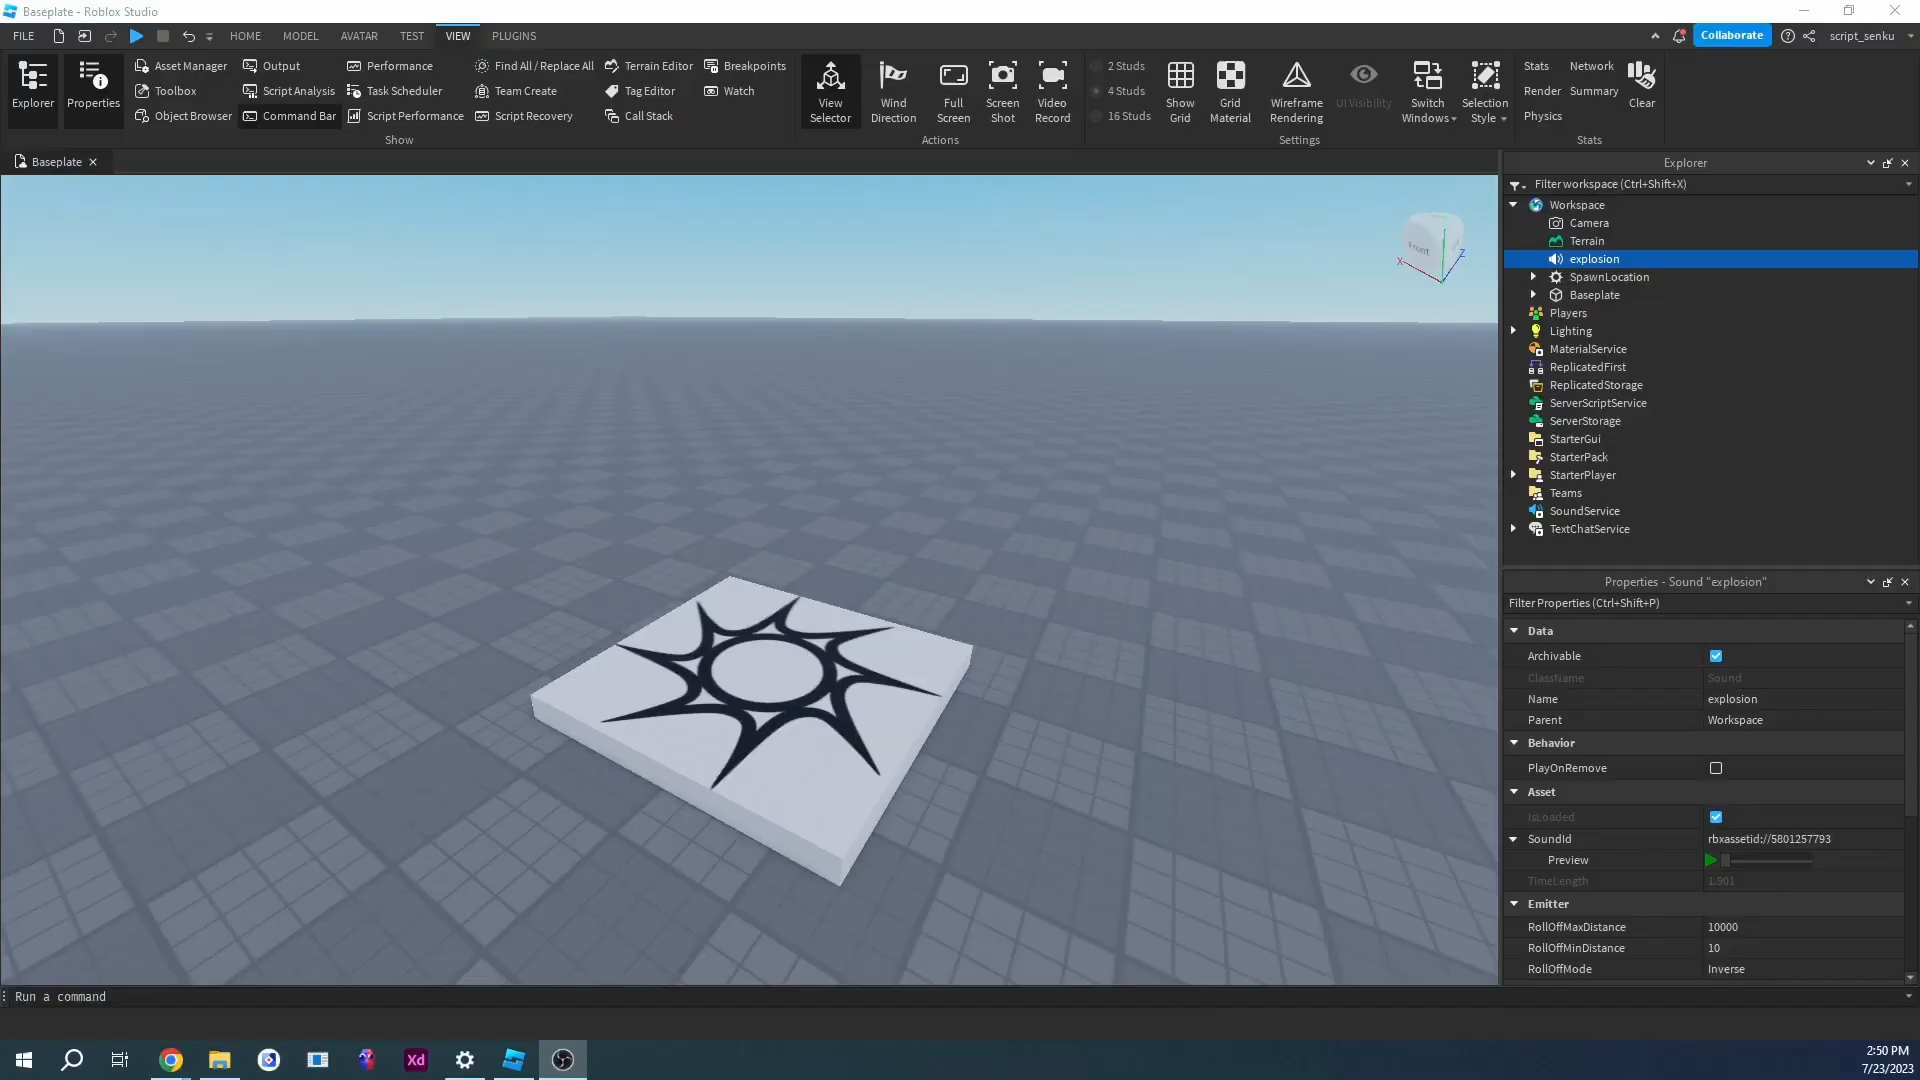 Baseplate - Roblox Studio
FILE HOME MODEL AVATAR TEST VIEW PLUGINS
Collaborate
script_senku
Explorer
Properties
Asset Manager
Toolbox
Object Browser
Output
Script Analysis
Command Bar
Performance
Task Scheduler
Script Performance
Find All / Replace All
Team Create
Script Recovery
Terrain Editor
Tag Editor
Call Stack
Breakpoints
Watch
Show
View
Selector
Wind
Direction
Full
Screen
Screen
Shot
Video
Record
Actions
2 Studs
4 Studs
16 Studs
Show
Grid
Grid
Material
Wireframe
Rendering
UI Visibility
Switch
Windows
Selection
Style
Settings
Stats
Network
Render
Summary
Physics
Clear
Stats
Baseplate
Front
X
Z
Explorer
Filter workspace (Ctrl+Shift+X)
Workspace
Camera
Terrain
explosion
SpawnLocation
Baseplate
Players
Lighting
MaterialService
ReplicatedFirst
ReplicatedStorage
ServerScriptService
ServerStorage
StarterGui
StarterPack
StarterPlayer
Teams
SoundService
TextChatService
Properties - Sound "explosion"
Filter Properties (Ctrl+Shift+P)
Data
Archivable
ClassName Sound
Name explosion
Parent Workspace
Behavior
PlayOnRemove
Asset
IsLoaded
SoundId rbxassetid://5801257793
Preview
TimeLength 1.901
Emitter
RollOffMaxDistance 10000
RollOffMinDistance 10
RollOffMode Inverse
Run a command
Xd
2:50 PM
7/23/2023